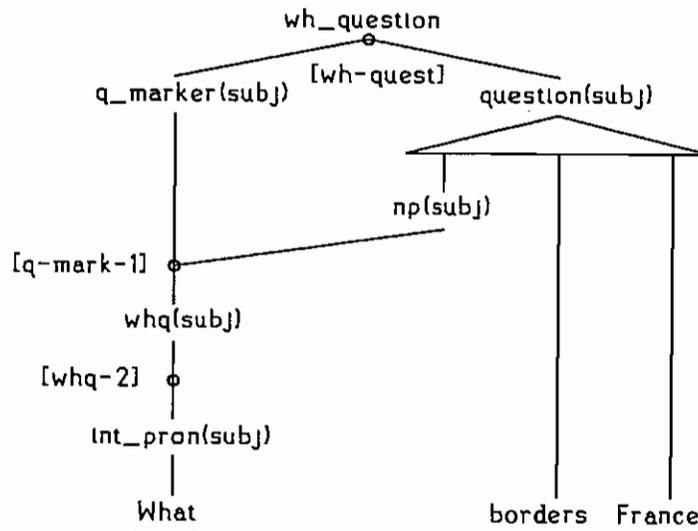 wh_question
[wh-quest]
q_marker(subj) question(subj)
np(subj)
[q-mark-1]
whq(subj)
[whq-2]
int_pron(subj)
What borders France